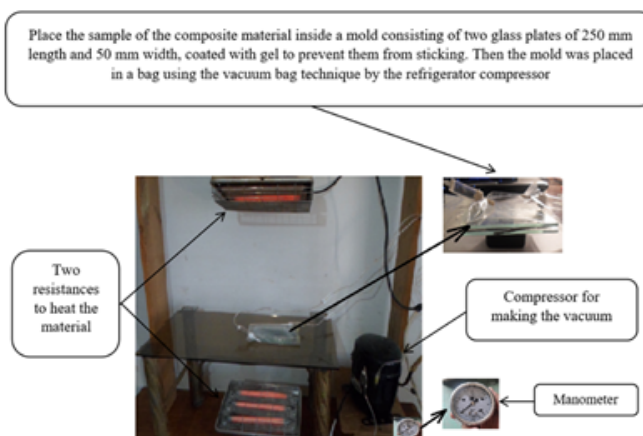 Place the sample of the composite material inside a mold consisting of two glass plates of 250 mm
length and 50 mm width, coated with gel to prevent them from sticking. Then the mold was placed
in a bag using the vacuum bag technique by the refrigerator compressor
Two
resistances
to heat the
material
Compressor for
making the vacuum
Manometer